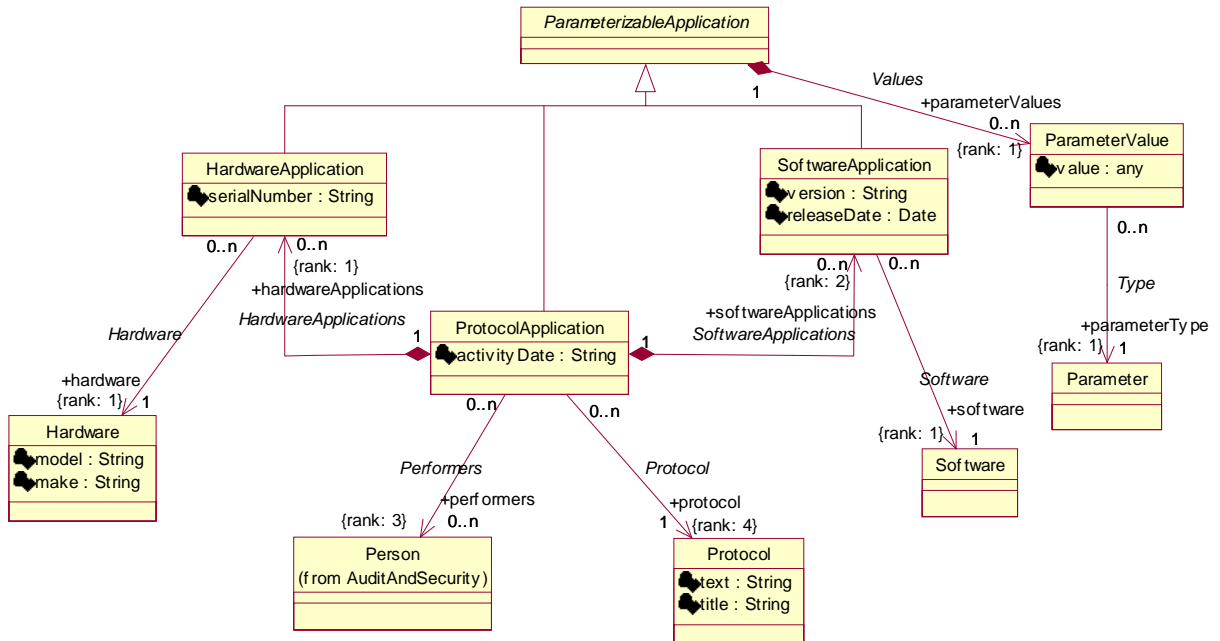 ParameterizableApplication
Values
1
+parameterValues
0..n
{rank: 1}
ParameterValue
value : any
HardwareApplication
serialNumber : String
SoftwareApplication
version : String
releaseDate : Date
0..n
0..n
{rank: 1}
+hardwareApplications
HardwareApplications
1
0..n
0..n
{rank: 2}
+softwareApplications
SoftwareApplications
1
0..n
Type
+parameterType
{rank: 1}
1
Parameter
ProtocolApplication
activityDate : String
Hardware
+hardware
{rank: 1}
1
Hardware
model : String
make : String
0..n
0..n
Software
+software
{rank: 1}
1
Software
Performers
+performers
{rank: 3}
0..n
Protocol
+protocol
1
{rank: 4}
Person
(from AuditAndSecurity)
Protocol
text : String
title : String